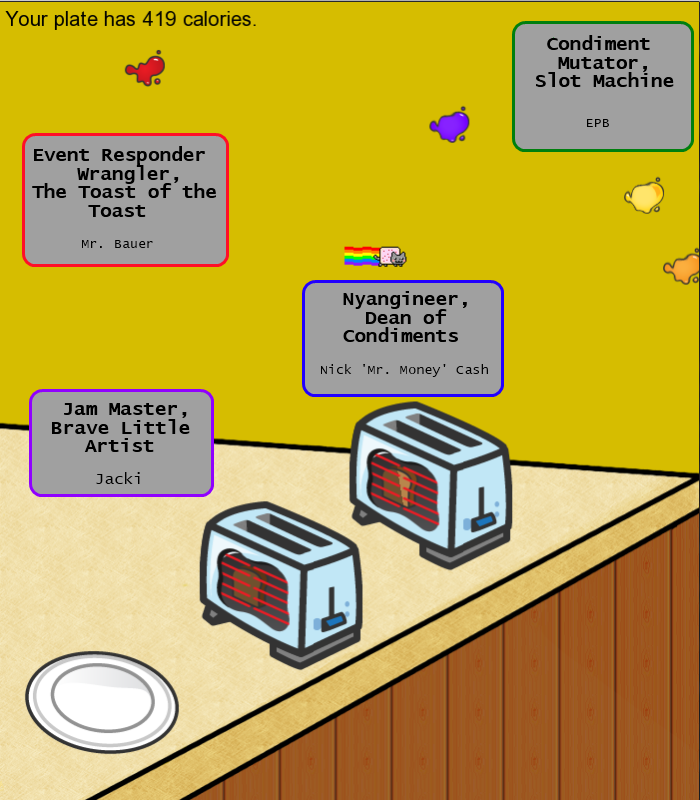 Your plate has 419 calories.
Condiment
Mutator,
Slot Machine
EPB
Event Responder
Wrangler,
The Toast of the
Toast
Mr. Bauer
Nyangineer,
Dean of
Condiments
Nick 'Mr. Money' Cash
Jam Master,
Brave Little
Artist
Jacki